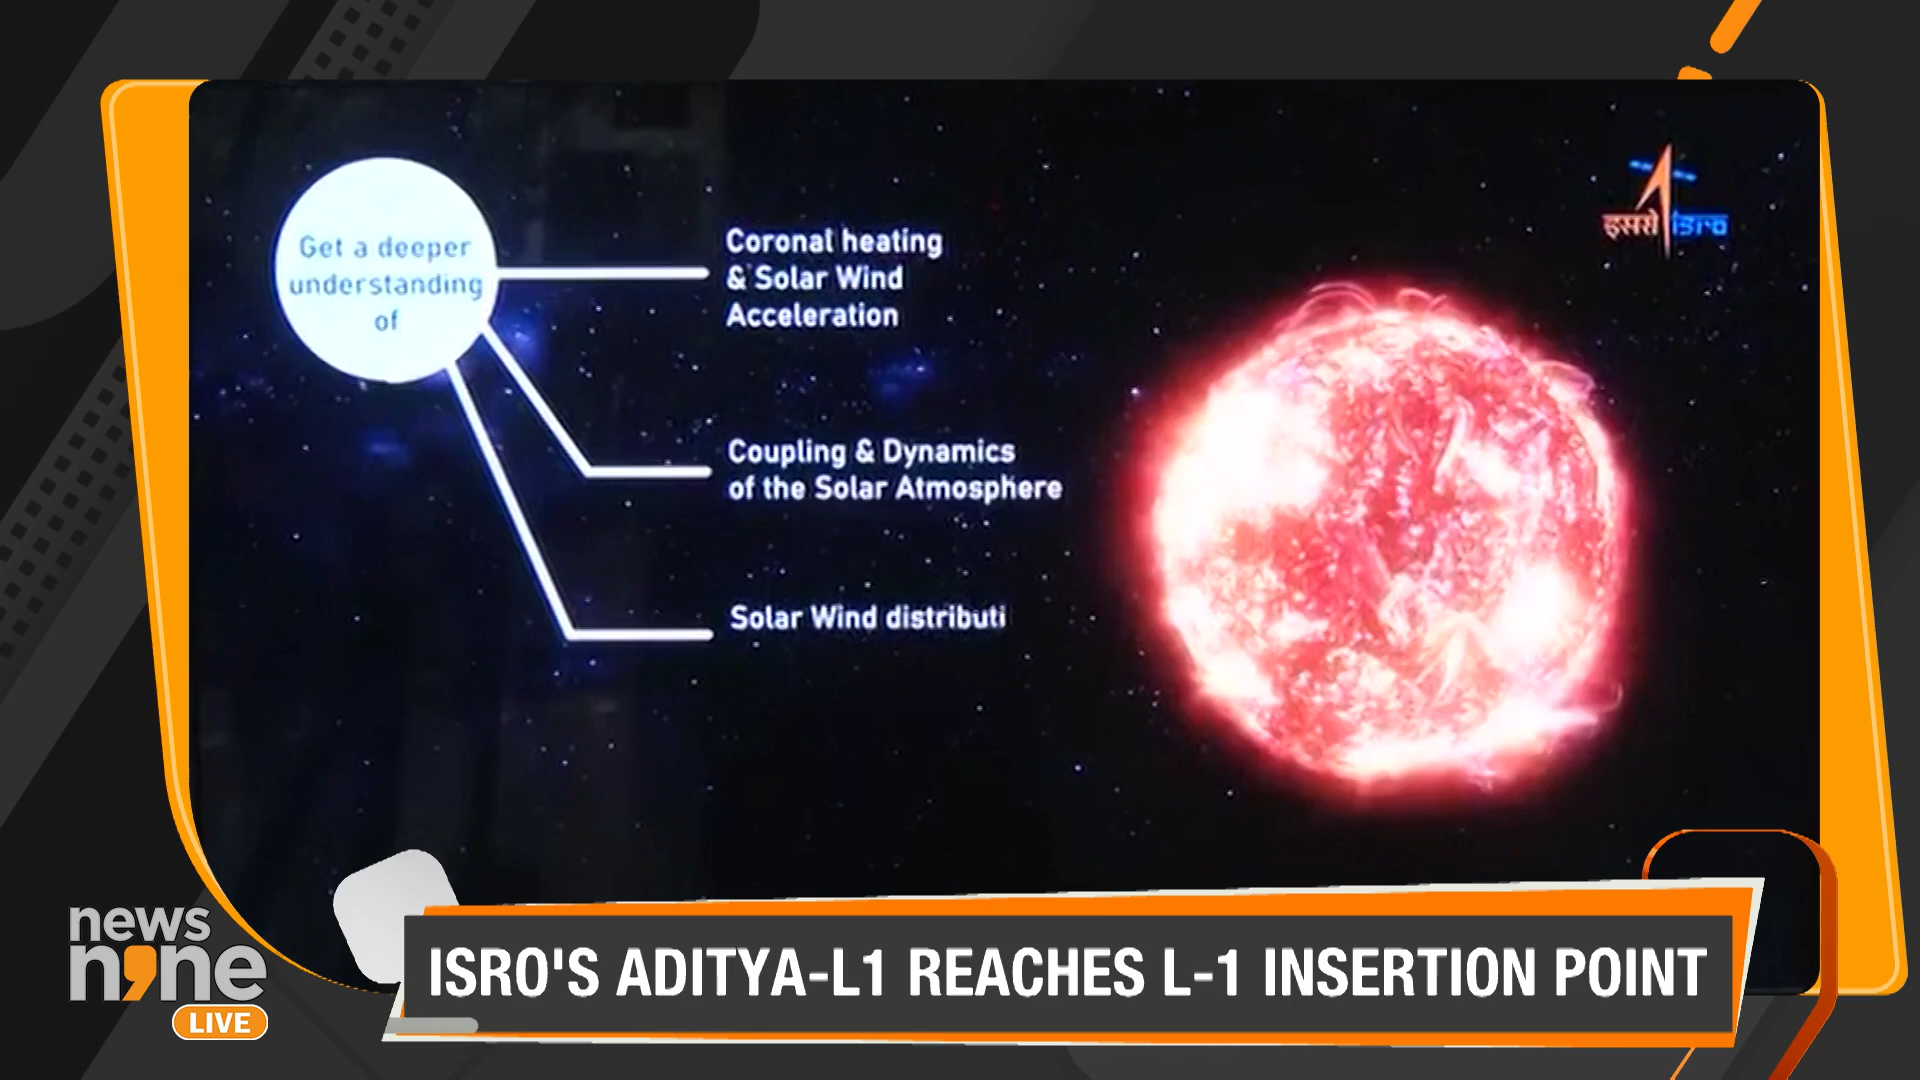 Get a deeper
understanding
of
Coronal heating
& Solar Wind
Acceleration
Coupling & Dynamics
of the Solar Atmosphere
Solar Wind distributi
इसरो isro
news
nine
LIVE
ISRO'S ADITYA-L1 REACHES L-1 INSERTION POINT